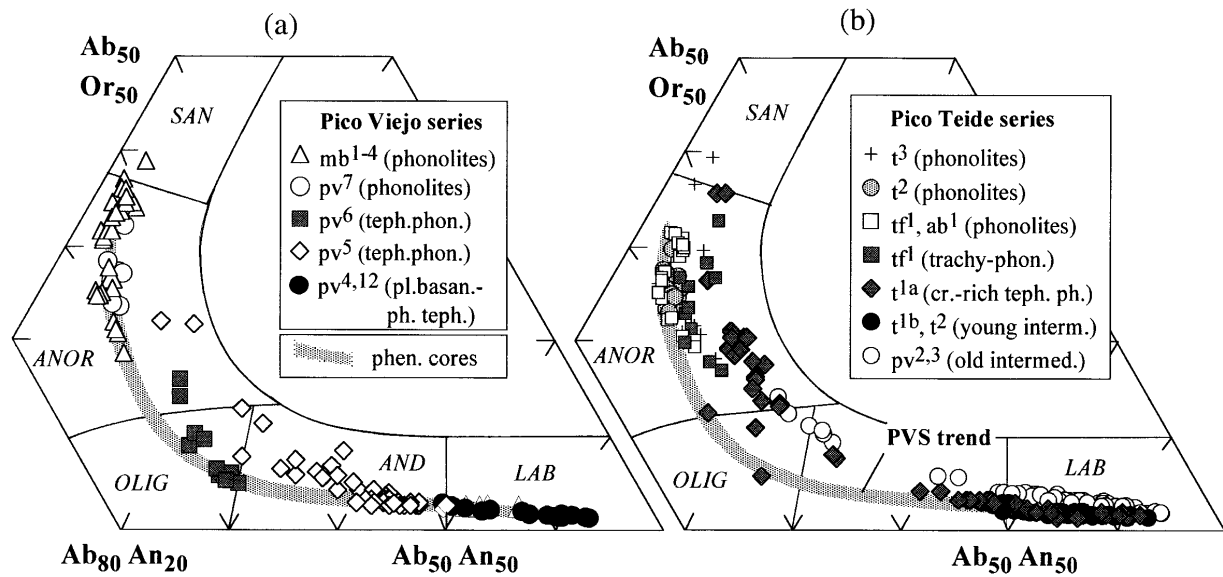 (a)
Ab50
Or50
SAN
Pico Viejo series
mb1-4 (phonolites)
pv7 (phonolites)
pv6 (teph.phon.)
pv5 (teph.phon.)
pv4,12 (pl.basan.-
ph. teph.)
phen. cores
ANOR
OLIG
AND
LAB
Ab80 An20
Ab50 An50
(b)
Ab50
Or50
SAN
Pico Teide series
t3 (phonolites)
t2 (phonolites)
tf1, ab1 (phonolites)
tf1 (trachy-phon.)
t1a (cr.-rich teph. ph.)
t1b, t2 (young interm.)
pv2,3 (old intermed.)
ANOR
PVS trend
OLIG
LAB
Ab50 An50